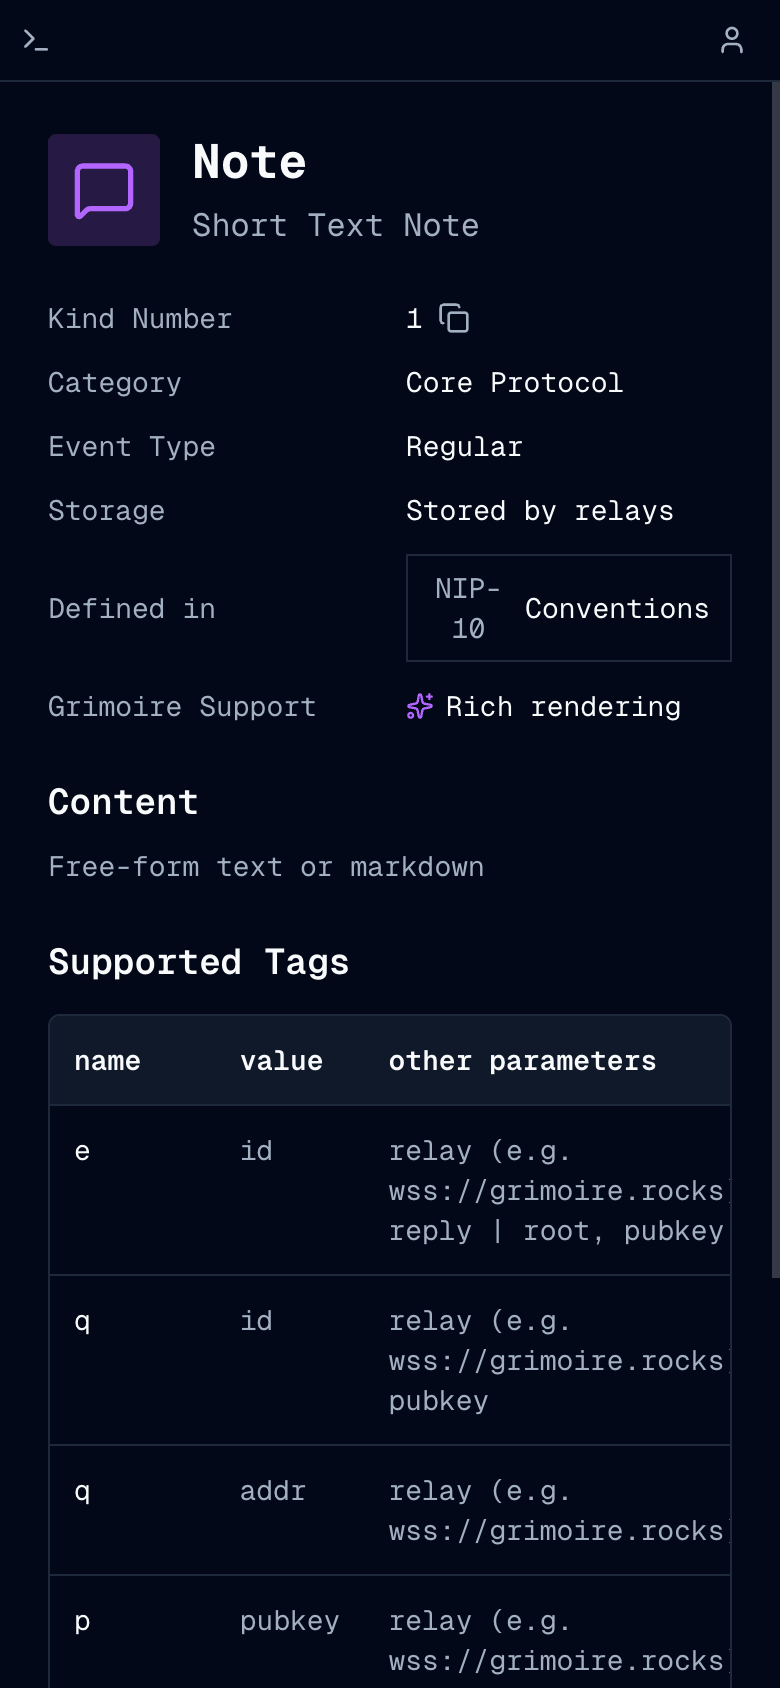 Note
Short Text Note
Kind Number 1
Category Core Protocol
Event Type Regular
Storage Stored by relays
Defined in NIP-10 Conventions
Grimoire Support Rich rendering
Content
Free-form text or markdown
Supported Tags
name value other parameters
e id relay (e.g.
wss://grimoire.rocks)
reply | root, pubkey
q id relay (e.g.
wss://grimoire.rocks)
pubkey
q addr relay (e.g.
wss://grimoire.rocks)
p pubkey relay (e.g.
wss://grimoire.rocks)